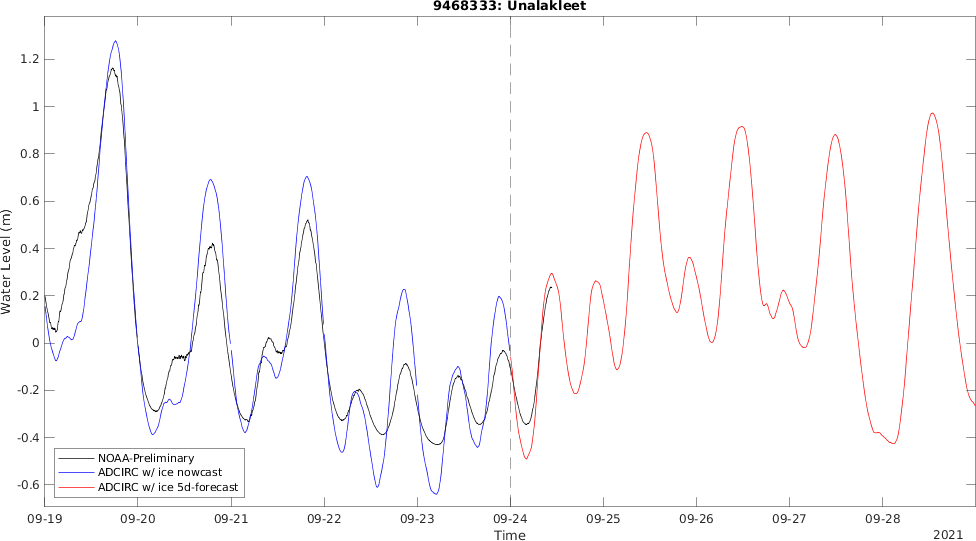 9468333: Unalakleet
1.2
1
0.8
0.6
0.4
0.2
0
-0.2
-0.4
-0.6
Water Level (m)
NOAA-Preliminary
ADCIRC w/ ice nowcast
ADCIRC w/ ice 5d-forecast
09-19 09-20 09-21 09-22 09-23 09-24 09-25 09-26 09-27 09-28
Time
2021